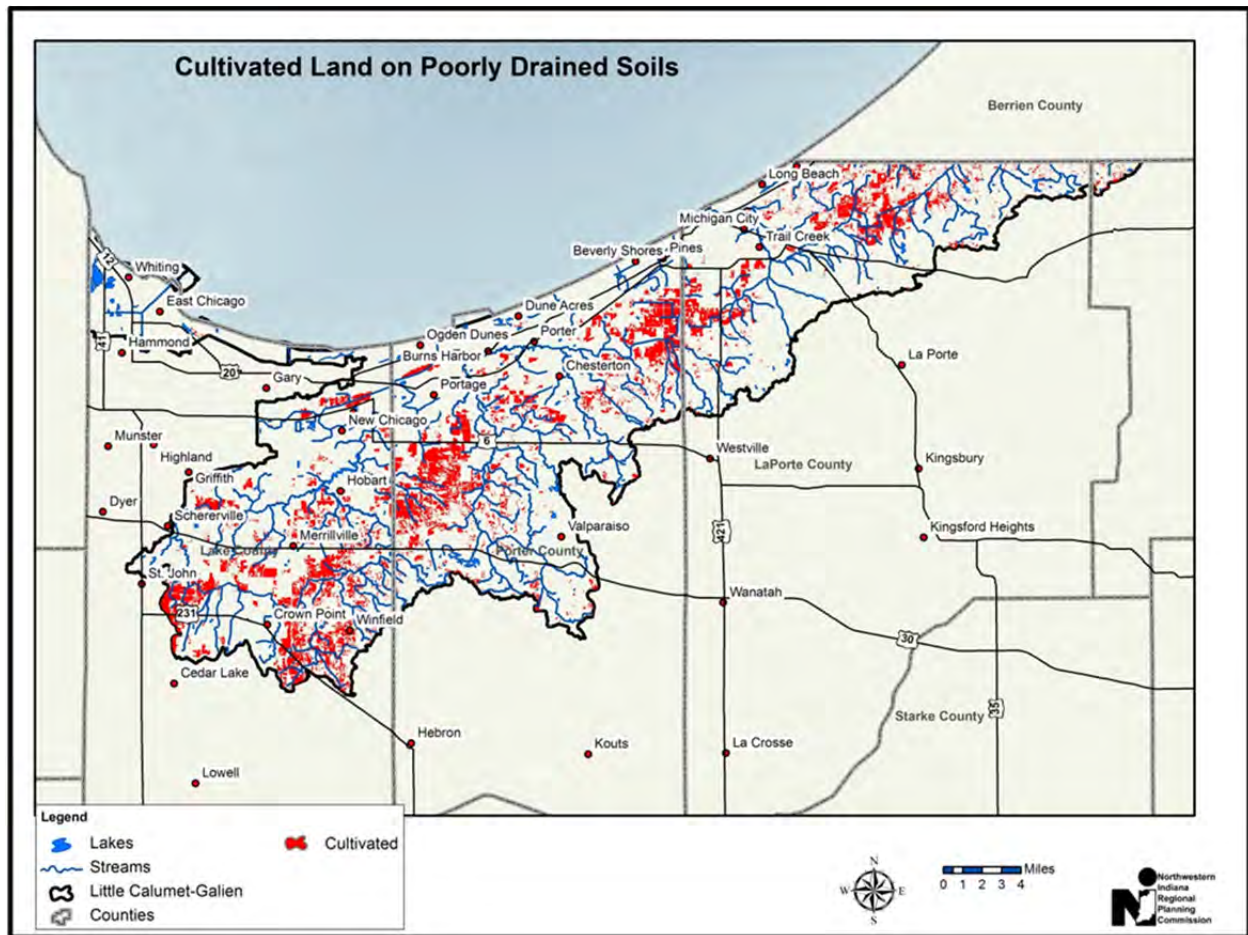 Cultivated Land on Poorly Drained Soils
Berrien County
Long Beach
Michigan City
Trail Creek
Beverly Shores
Pines
12
Whiting
East Chicago
Dune Acres
Ogden Dunes
Porter
41
Hammond
Burns Harbor
La Porte
20
Gary
Chesterton
Portage
New Chicago
6
Munster
Highland
Westville
LaPorte County
Kingsbury
Griffith
Hobart
Dyer
Schererville
Valparaiso
421
Kingsford Heights
Merrillville
Lake County
Porter County
St. John
Wanatah
231
Crown Point
Winfield
30
Cedar Lake
Starke County
35
Hebron
Kouts
La Crosse
Lowell
Legend
Lakes
Cultivated
Streams
Little Calumet-Galien
Counties
N
W
E
S
Miles
0 1 2 3 4
Northwestern
Indiana
Regional
Planning
Commission